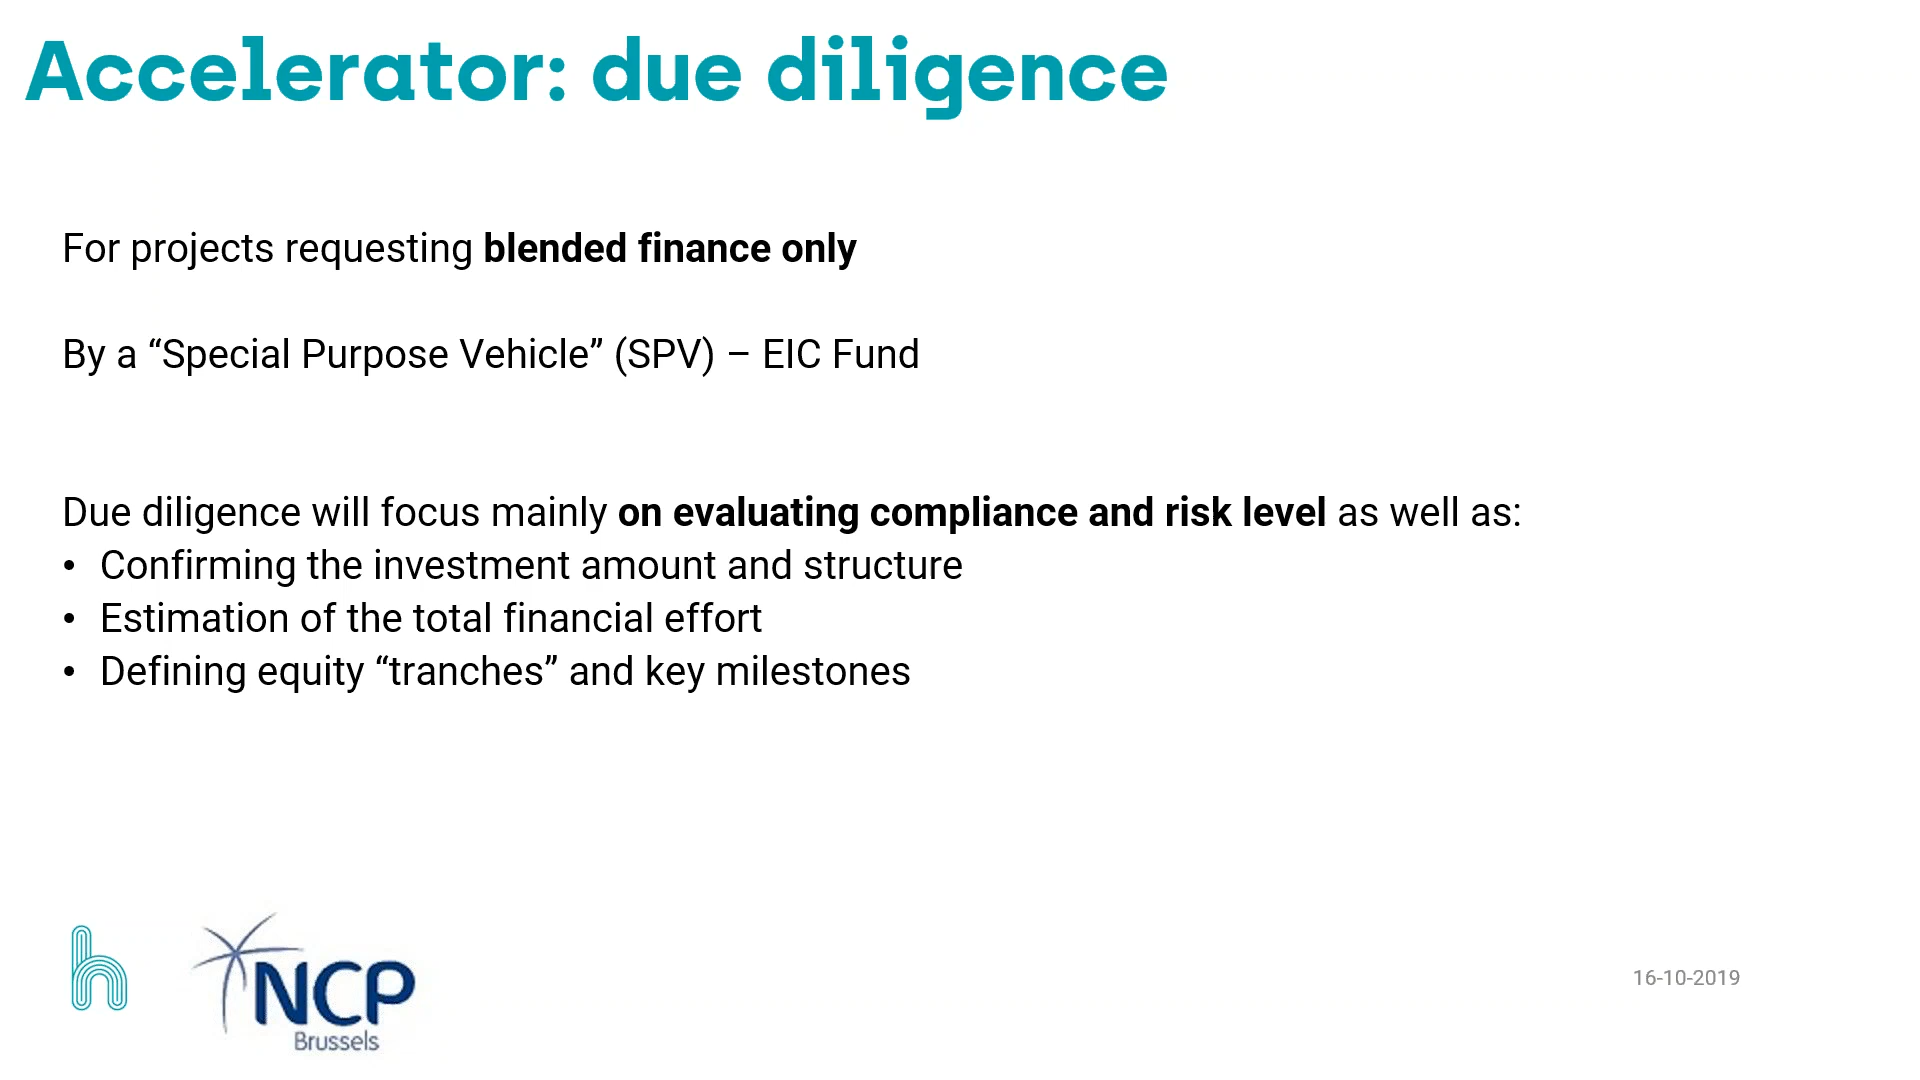 Accelerator: due diligence
For projects requesting blended finance only
By a “Special Purpose Vehicle” (SPV) – EIC Fund
Due diligence will focus mainly on evaluating compliance and risk level as well as:
• Confirming the investment amount and structure
• Estimation of the total financial effort
• Defining equity “tranches” and key milestones
h
NCP
Brussels
16-10-2019